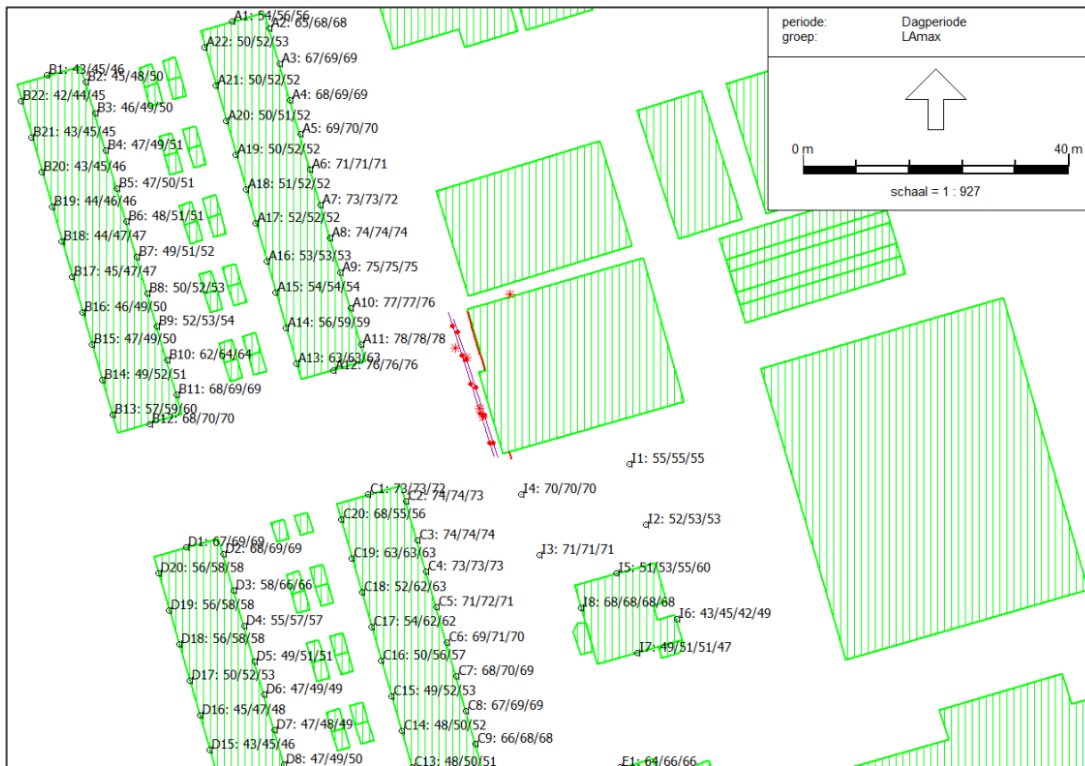 periode: Dagperiode
groep: LAmax
0 m 40 m
schaal = 1 : 927
A1: 54/56/56
A2: 65/68/68
A22: 50/52/53
A3: 67/69/69
B1: 43/45/46
B2: 45/48/50
A21: 50/52/52
A4: 68/69/69
B22: 42/44/45
B3: 46/49/50
A20: 50/51/52
A5: 69/70/70
B21: 43/45/45
B4: 47/49/51
A19: 50/52/52
A6: 71/71/71
B20: 43/45/46
B5: 47/50/51
A18: 51/52/52
A7: 73/73/72
B19: 44/46/46
B6: 48/51/51
A17: 52/52/52
A8: 74/74/74
B18: 44/47/47
B7: 49/51/52
A16: 53/53/53
A9: 75/75/75
B17: 45/47/47
B8: 50/52/53
A15: 54/54/54
A10: 77/77/76
B16: 46/49/50
B9: 52/53/54
A14: 56/59/59
A11: 78/78/78
B15: 47/49/50
B10: 62/64/64
A13: 63/63/63
A12: 76/76/76
B14: 49/52/51
B11: 68/69/69
B13: 57/59/60
B12: 68/70/70
I1: 55/55/55
C1: 73/73/72
C2: 74/74/73
I4: 70/70/70
C20: 68/55/56
I2: 52/53/53
D1: 67/69/69
D2: 68/69/69
C3: 74/74/74
I3: 71/71/71
C19: 63/63/63
C4: 73/73/73
I5: 51/53/55/60
D20: 56/58/58
D3: 58/66/66
C18: 52/62/63
C5: 71/72/71
I8: 68/68/68/68
I6: 43/45/42/49
D19: 56/58/58
D4: 55/57/57
C17: 54/62/62
C6: 69/71/70
D18: 56/58/58
I7: 49/51/51/47
D5: 49/51/51
C16: 50/56/57
C7: 68/70/69
D17: 50/52/53
D6: 47/49/49
C15: 49/52/53
C8: 67/69/69
D16: 45/47/48
D7: 47/48/49
C14: 48/50/52
C9: 66/68/68
D15: 43/45/46
D8: 47/49/50
C13: 48/50/51
E1: 64/66/66